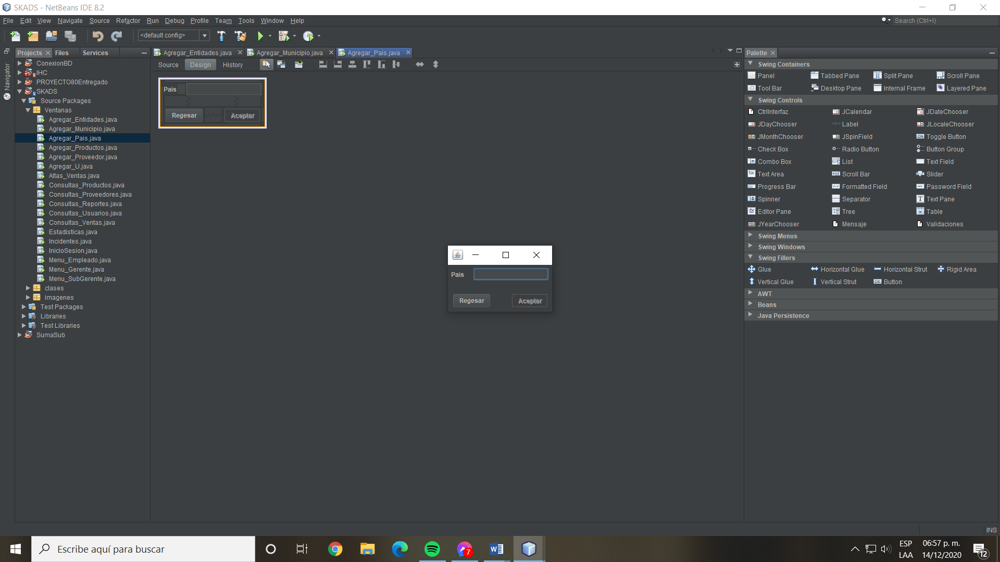 SKADS - NetBeans IDE 8.2
File Edit View Navigate Source Refactor Run Debug Profile Team Tools Window Help
Search (Ctrl+I)
<default config>
Projects Files Services
Navigator
ConexionBD
IHC
PROYECTO80Entregado
SKADS
Source Packages
Ventanas
Agregar_Entidades.java
Agregar_Municipio.java
Agregar_Pais.java
Agregar_Productos.java
Agregar_Proveedor.java
Agregar_U.java
Altas_Ventas.java
Consultas_Productos.java
Consultas_Proveedores.java
Consultas_Reportes.java
Consultas_Usuarios.java
Consultas_Ventas.java
Estadisticas.java
Incidentes.java
InicioSesion.java
Menu_Empleado.java
Menu_Gerente.java
Menu_SubGerente.java
clases
imagenes
Test Packages
Libraries
Test Libraries
SumaSub
Agregar_Entidades.java Agregar_Municipio.java Agregar_Pais.java
Source Design History
Pais
Regesar Aceptar
Pais
Regesar Aceptar
Palette
Swing Containers
Panel Tabbed Pane Split Pane Scroll Pane
Tool Bar Desktop Pane Internal Frame Layered Pane
Swing Controls
CtrlInterfaz JCalendar JDateChooser
JDayChooser Label JLocaleChooser
JMonthChooser JSpinField Toggle Button
Check Box Radio Button Button Group
Combo Box List Text Field
Text Area Scroll Bar Slider
Progress Bar Formatted Field Password Field
Spinner Separator Text Pane
Editor Pane Tree Table
JYearChooser Mensaje Validaciones
Swing Menus
Swing Windows
Swing Fillers
Glue Horizontal Glue Horizontal Strut Rigid Area
Vertical Glue Vertical Strut Button
AWT
Beans
Java Persistence
INS
Escribe aquí para buscar
7
ESP
LAA
06:57 p. m.
14/12/2020
12